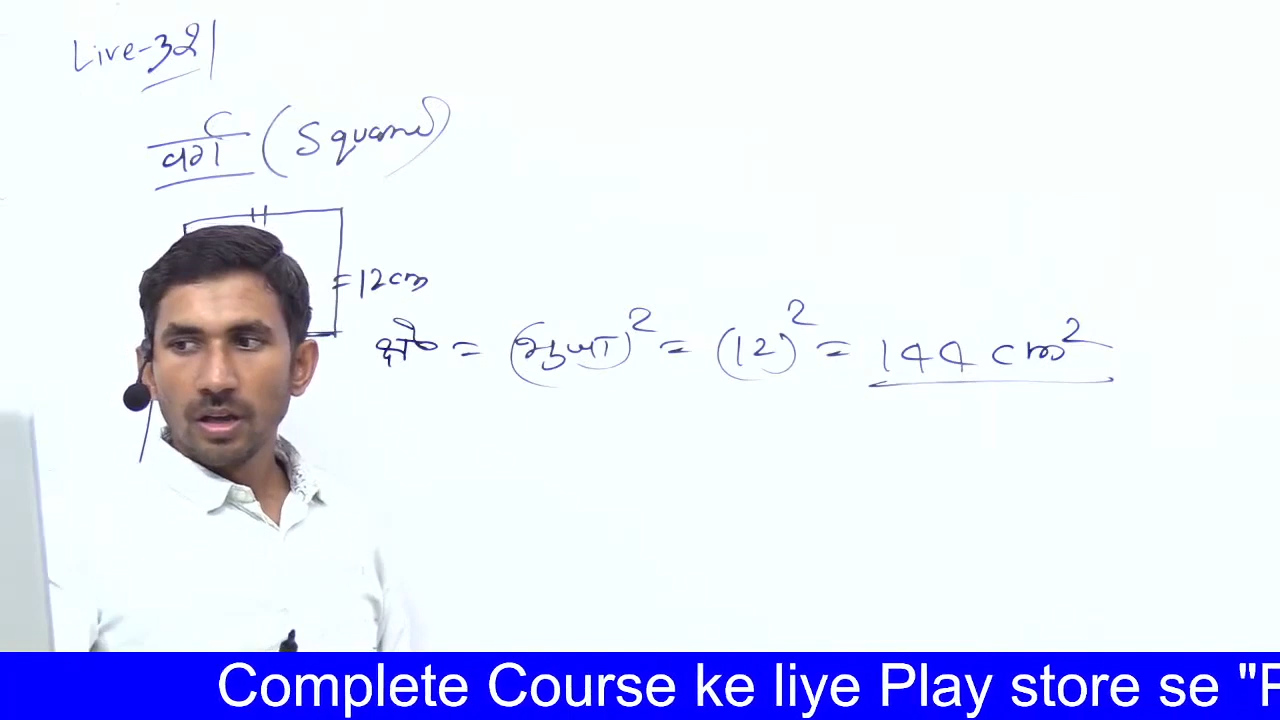 Live-321
वर्ग (Square)
=12cm
क्षे० = (भुजा)² = (12)² = 144 cm²
Complete Course ke liye Play store se "